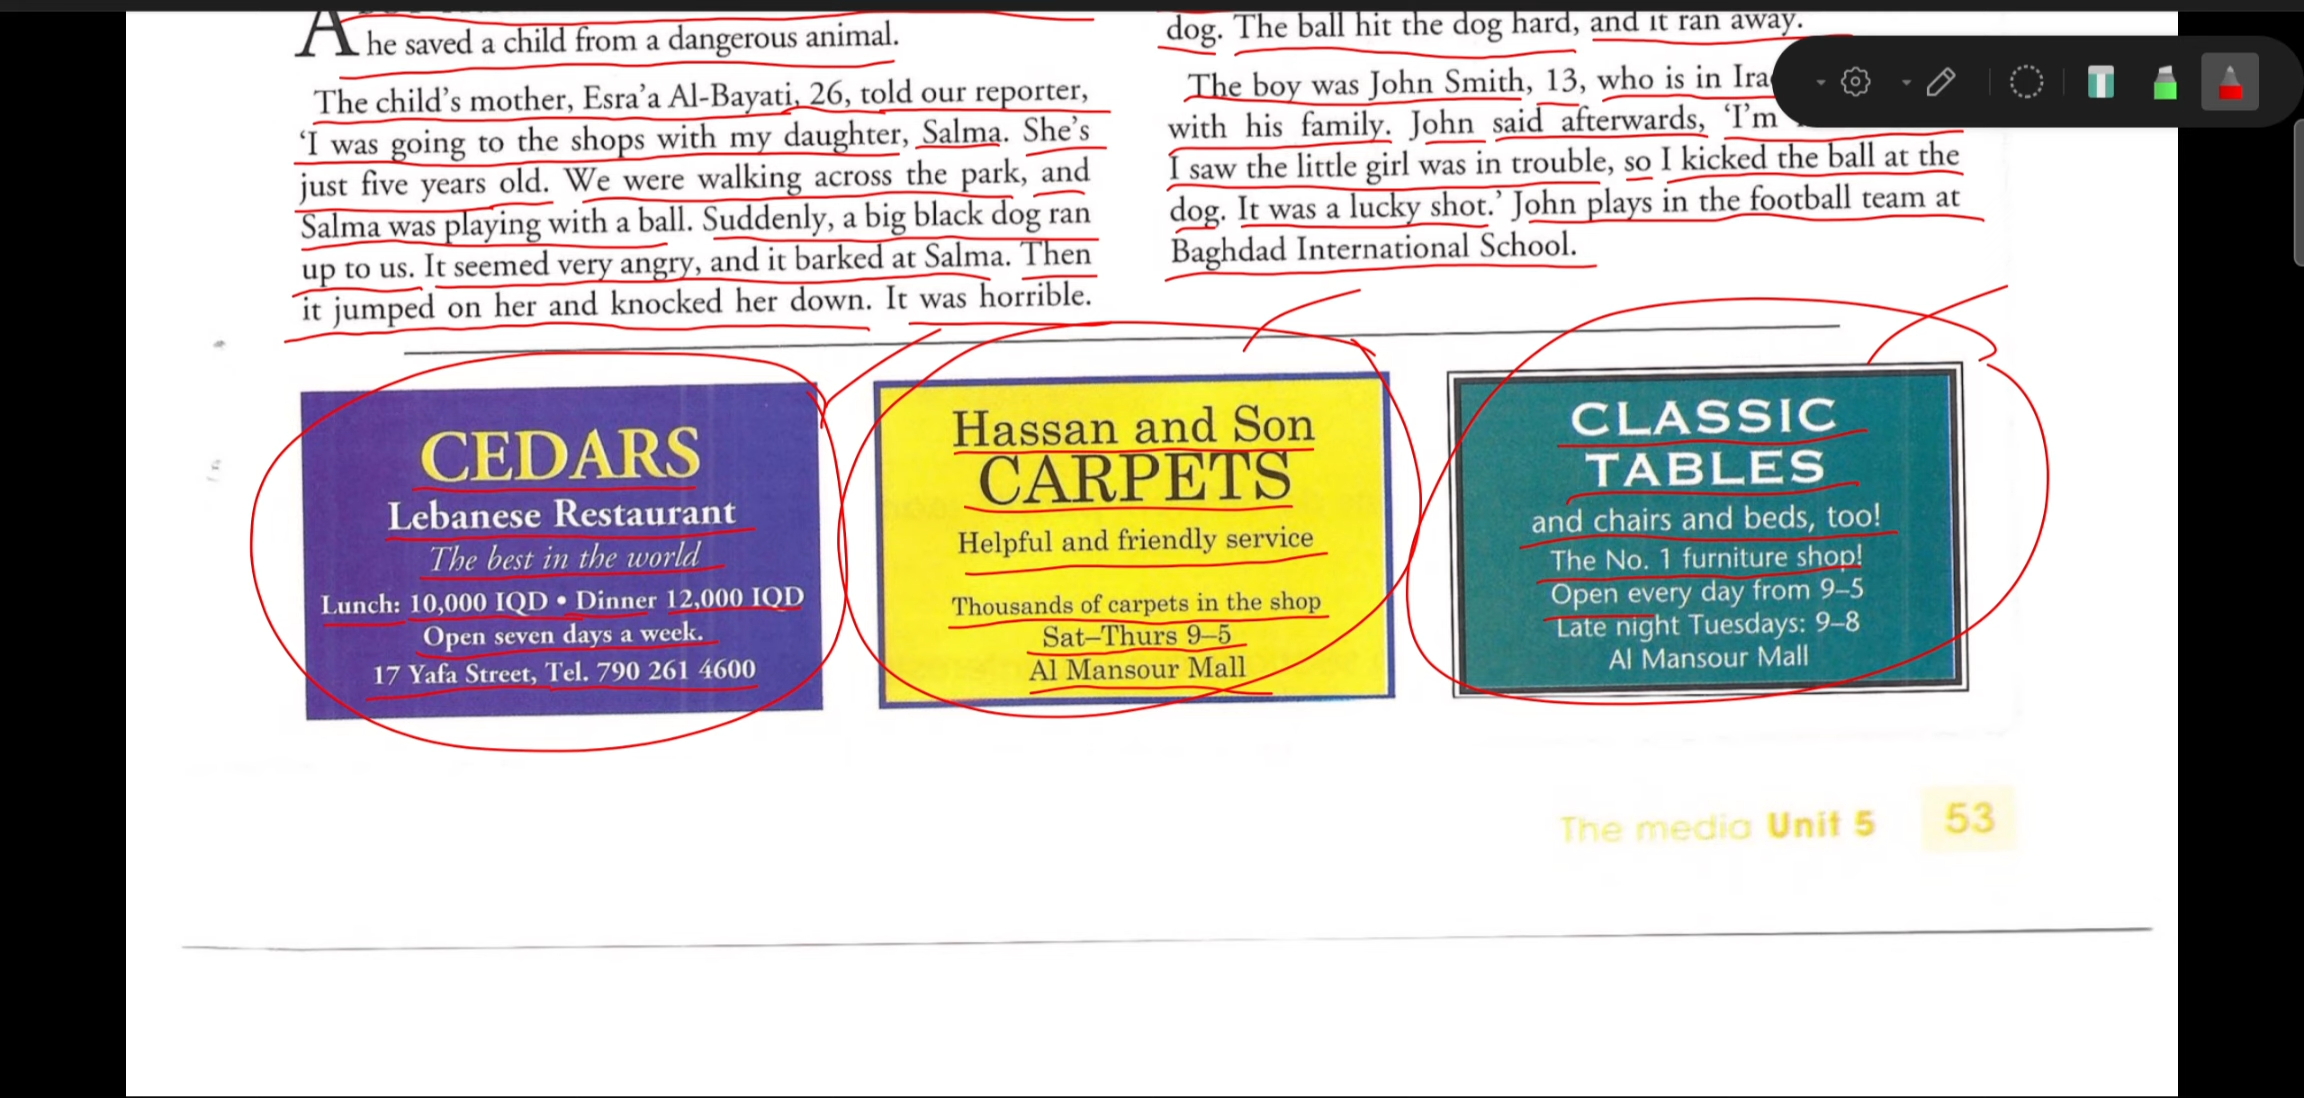 A
he saved a child from a dangerous animal.
The child's mother, Esra'a Al-Bayati, 26, told our reporter,
'I was going to the shops with my daughter, Salma. She's
just five years old. We were walking across the park, and
Salma was playing with a ball. Suddenly, a big black dog ran
up to us. It seemed very angry, and it barked at Salma. Then
it jumped on her and knocked her down. It was horrible.
dog. The ball hit the dog hard, and it ran away.
The boy was John Smith, 13, who is in
with his family. John said afterwards, 'I'm
I saw the little girl was in trouble, so I kicked the ball at the
dog. It was a lucky shot.' John plays in the football team at
Baghdad International School.
CEDARS
Lebanese Restaurant
The best in the world
Lunch: 10,000 IQD • Dinner 12,000 IQD
Open seven days a week.
17 Yafa Street, Tel. 790 261 4600
Hassan and Son
CARPETS
Helpful and friendly service
Thousands of carpets in the shop
Sat–Thurs 9–5
Al Mansour Mall
CLASSIC
TABLES
and chairs and beds, too!
The No. 1 furniture shop!
Open every day from 9–5
Late night Tuesdays: 9–8
Al Mansour Mall
The media Unit 5 53